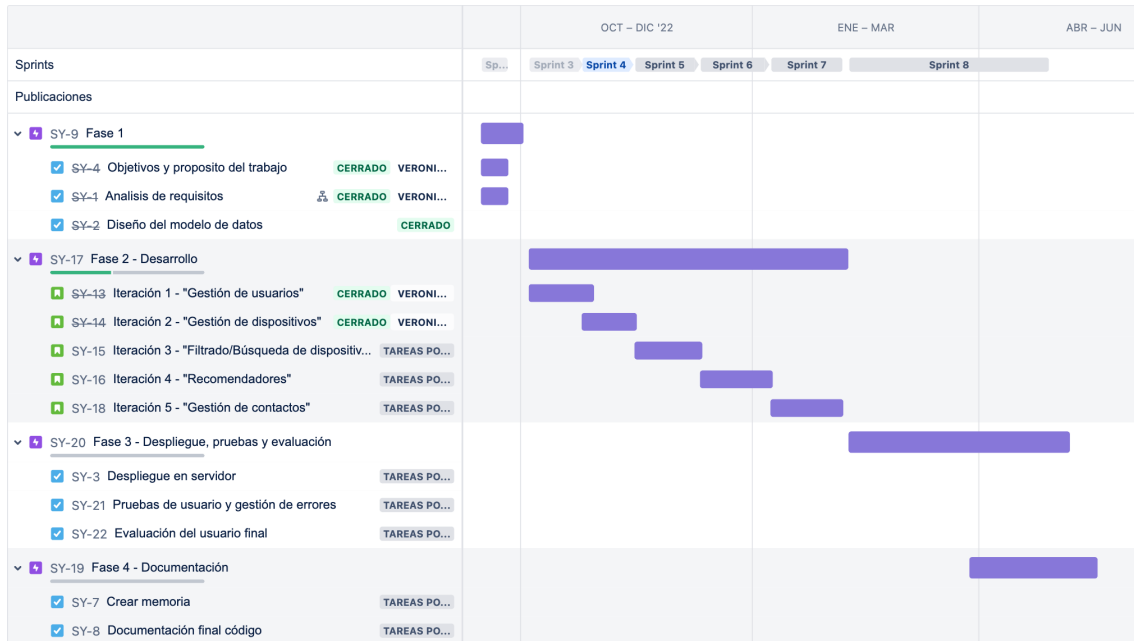 OCT – DIC '22 ENE – MAR ABR – JUN
Sprints Sp... Sprint 3 Sprint 4 Sprint 5 Sprint 6 Sprint 7 Sprint 8
Publicaciones
SY-9 Fase 1
SY-4 Objetivos y proposito del trabajo CERRADO VERONI...
SY-1 Analisis de requisitos CERRADO VERONI...
SY-2 Diseño del modelo de datos CERRADO
SY-17 Fase 2 - Desarrollo
SY-13 Iteración 1 - "Gestión de usuarios" CERRADO VERONI...
SY-14 Iteración 2 - "Gestión de dispositivos" CERRADO VERONI...
SY-15 Iteración 3 - "Filtrado/Búsqueda de dispositiv... TAREAS PO...
SY-16 Iteración 4 - "Recomendadores" TAREAS PO...
SY-18 Iteración 5 - "Gestión de contactos" TAREAS PO...
SY-20 Fase 3 - Despliegue, pruebas y evaluación
SY-3 Despliegue en servidor TAREAS PO...
SY-21 Pruebas de usuario y gestión de errores TAREAS PO...
SY-22 Evaluación del usuario final TAREAS PO...
SY-19 Fase 4 - Documentación
SY-7 Crear memoria TAREAS PO...
SY-8 Documentación final código TAREAS PO...